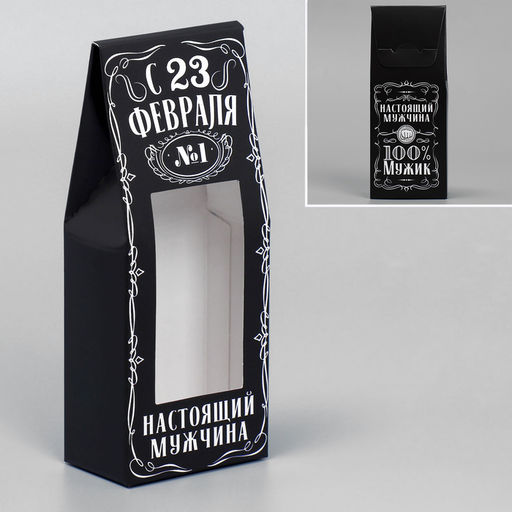 С 23
ФЕВРАЛЯ
№1
НАСТОЯЩИЙ
МУЖЧИНА
НАСТОЯЩИЙ
МУЖЧИНА
100%
МУЖИК